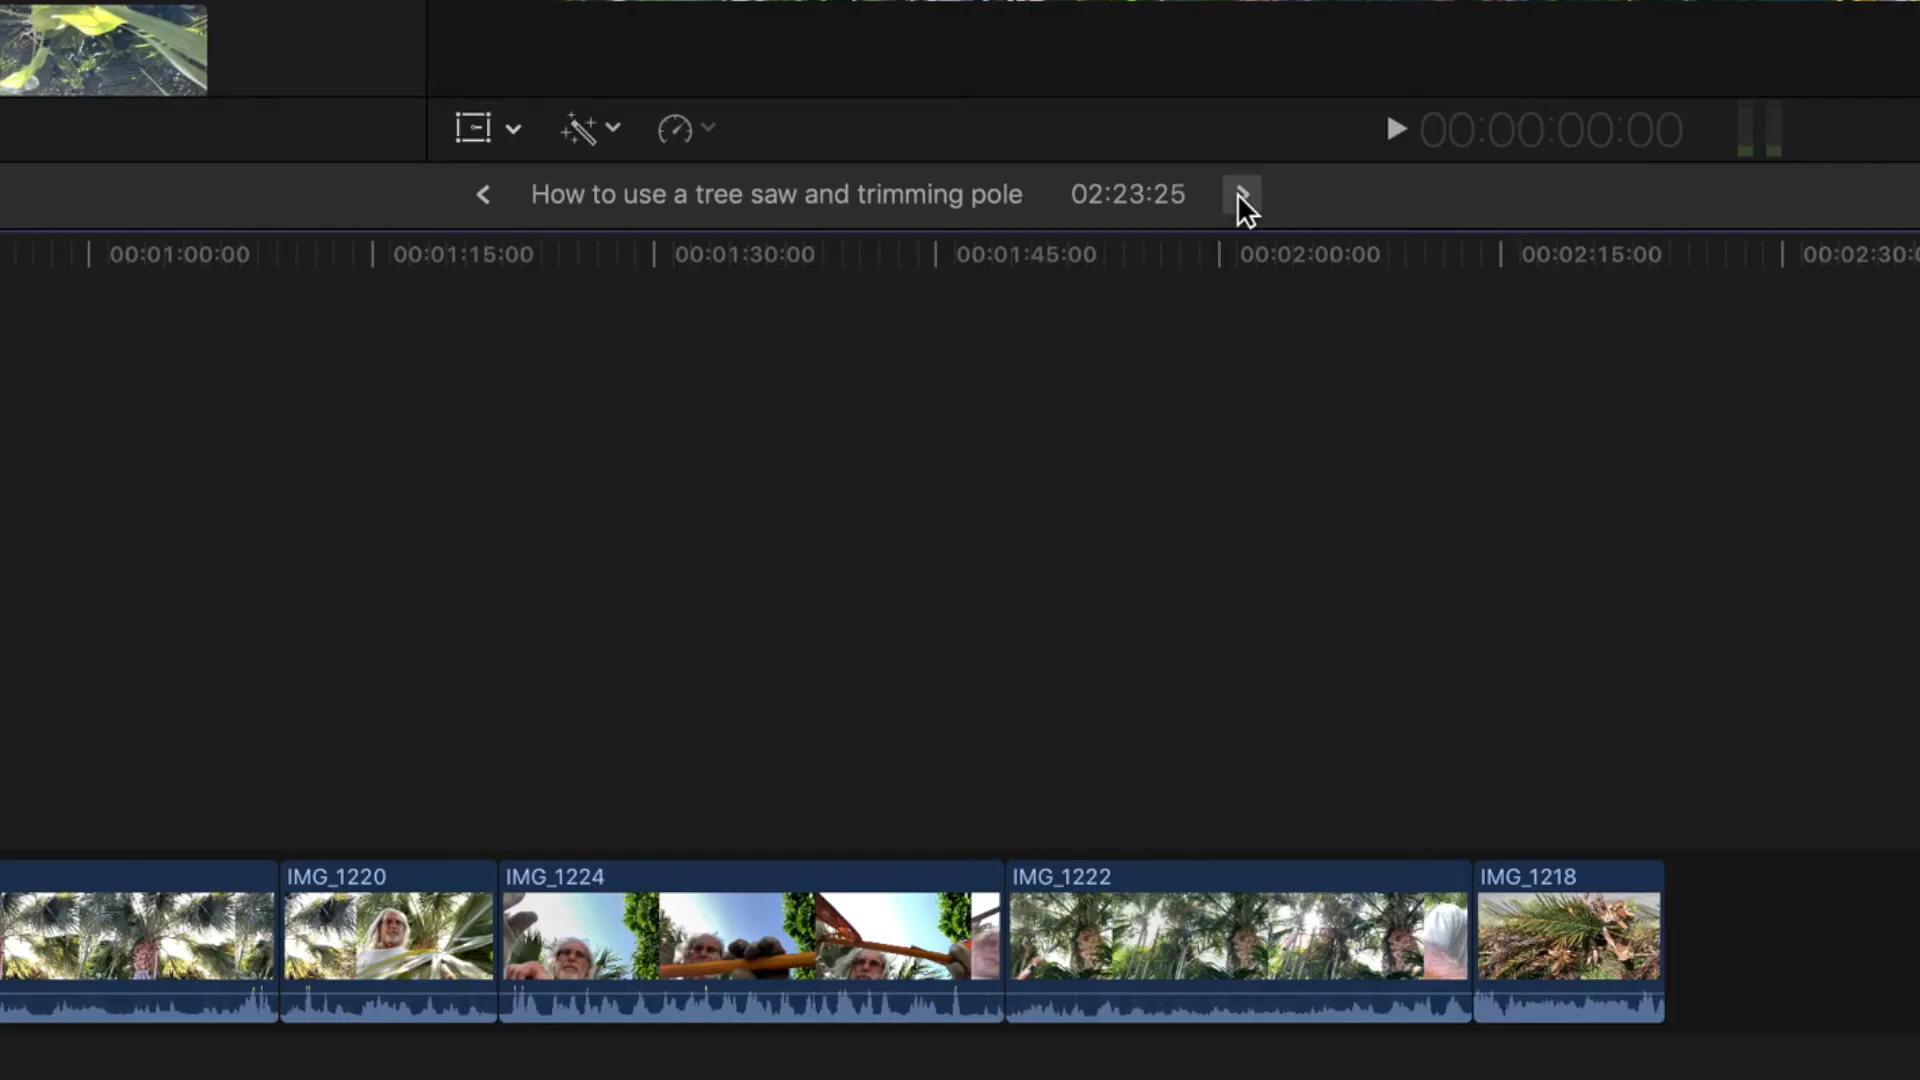 00:00:00:00
How to use a tree saw and trimming pole 02:23:25
00:01:00:00 00:01:15:00 00:01:30:00 00:01:45:00 00:02:00:00 00:02:15:00 00:02:30:0
IMG_1220 IMG_1224 IMG_1222 IMG_1218